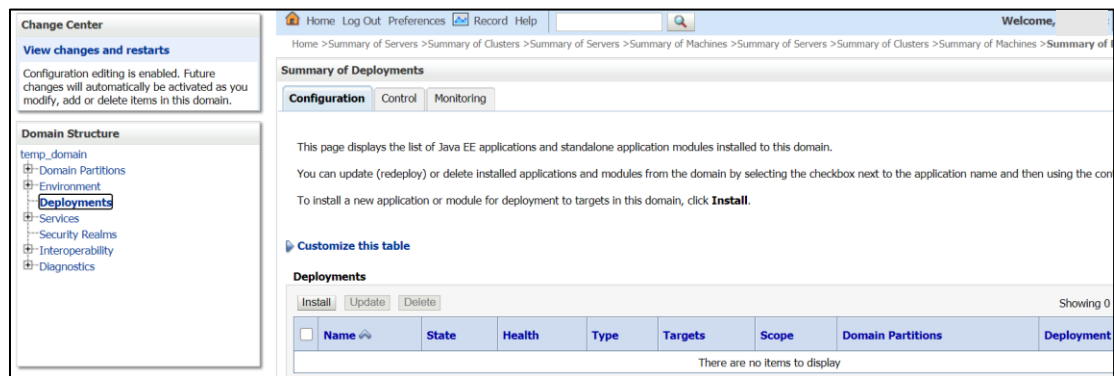 Change Center
View changes and restarts
Configuration editing is enabled. Future
changes will automatically be activated as you
modify, add or delete items in this domain.
Domain Structure
temp_domain
Domain Partitions
Environment
Deployments
Services
Security Realms
Interoperability
Diagnostics
Home Log Out Preferences Record Help
Welcome,
Home >Summary of Servers >Summary of Clusters >Summary of Servers >Summary of Machines >Summary of Servers >Summary of Clusters >Summary of Machines >Summary of
Summary of Deployments
Configuration Control Monitoring
This page displays the list of Java EE applications and standalone application modules installed to this domain.
You can update (redeploy) or delete installed applications and modules from the domain by selecting the checkbox next to the application name and then using the con
To install a new application or module for deployment to targets in this domain, click Install.
Customize this table
Deployments
Install Update Delete
Showing 0
Name State Health Type Targets Scope Domain Partitions Deployment
There are no items to display